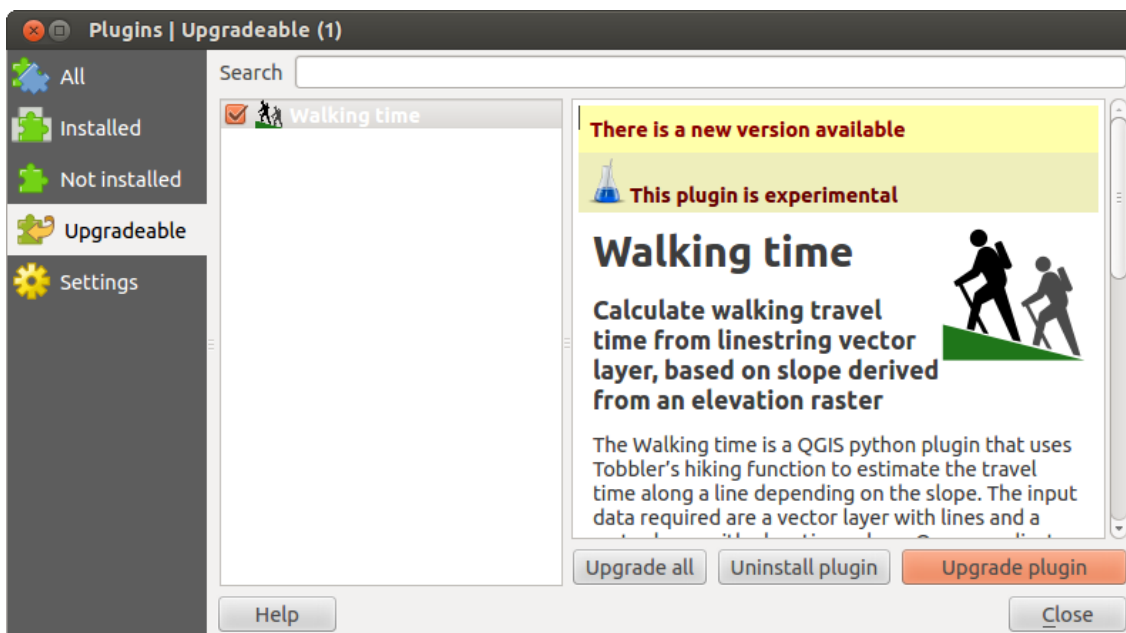 Plugins | Upgradeable (1)
All
Installed
Not installed
Upgradeable
Settings
Search
Walking time
There is a new version available
This plugin is experimental
Walking time
Calculate walking travel
time from linestring vector
layer, based on slope derived
from an elevation raster
The Walking time is a QGIS python plugin that uses
Tobbler's hiking function to estimate the travel
time along a line depending on the slope. The input
data required are a vector layer with lines and a
Upgrade all
Uninstall plugin
Upgrade plugin
Help
Close